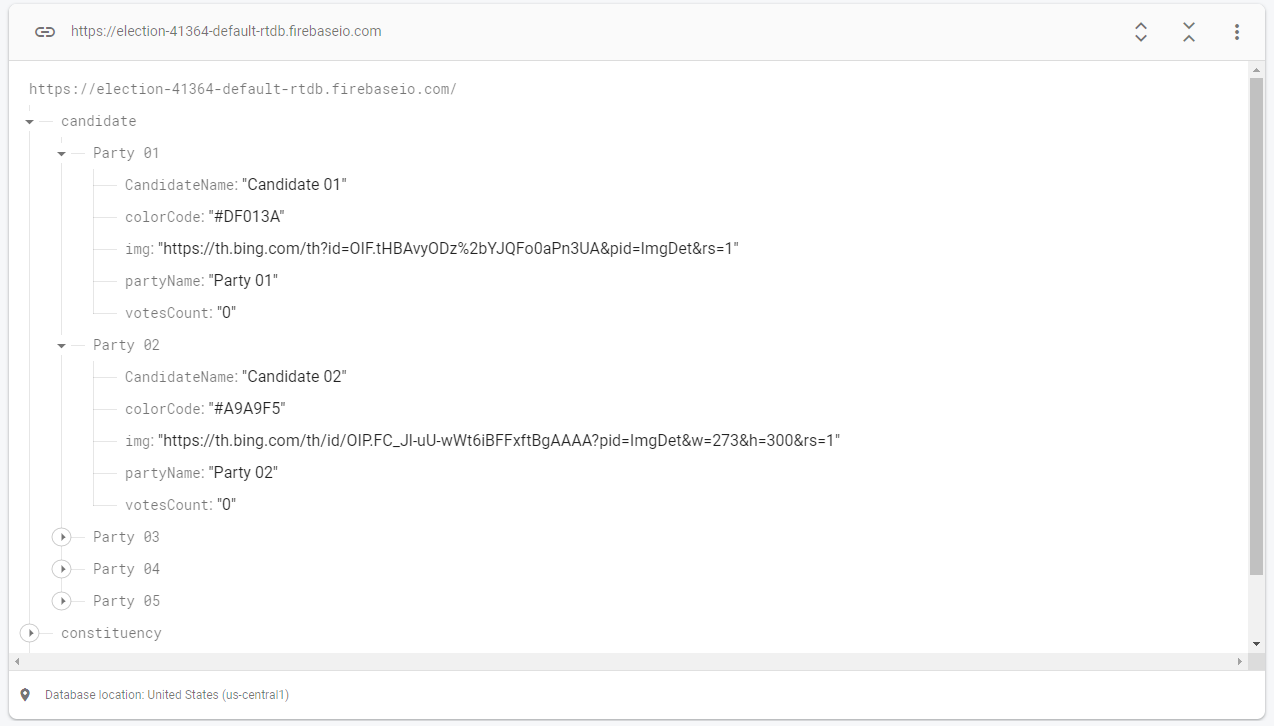 https://election-41364-default-rtdb.firebaseio.com
https://election-41364-default-rtdb.firebaseio.com/
candidate
Party 01
CandidateName: "Candidate 01"
colorCode: "#DF013A"
img: "https://th.bing.com/th?id=OIF.tHBAvyODz%2bYJQFo0aPn3UA&pid=ImgDet&rs=1"
partyName: "Party 01"
votesCount: "0"
Party 02
CandidateName: "Candidate 02"
colorCode: "#A9A9F5"
img: "https://th.bing.com/th/id/OIP.FC_JI-uU-wWt6iBFFxftBgAAAA?pid=ImgDet&w=273&h=300&rs=1"
partyName: "Party 02"
votesCount: "0"
Party 03
Party 04
Party 05
constituency
Database location: United States (us-central1)